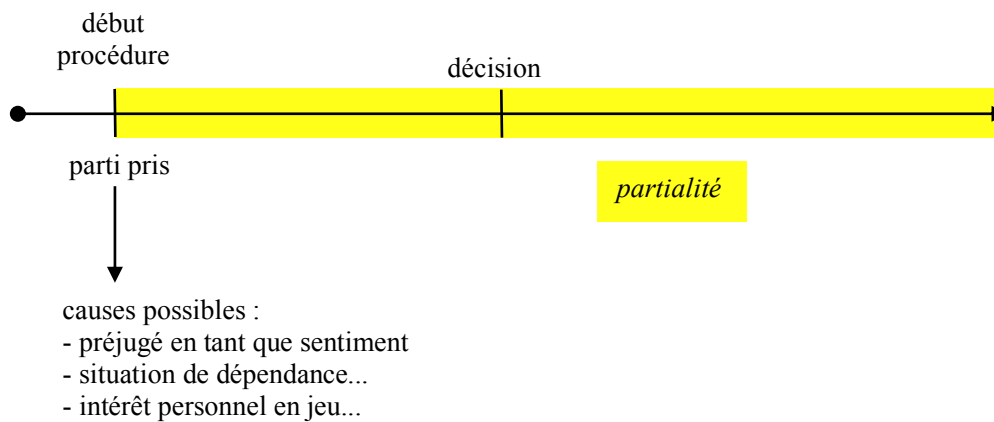 début
procédure
décision
parti pris
partialité
causes possibles :
- préjugé en tant que sentiment
- situation de dépendance...
- intérêt personnel en jeu...